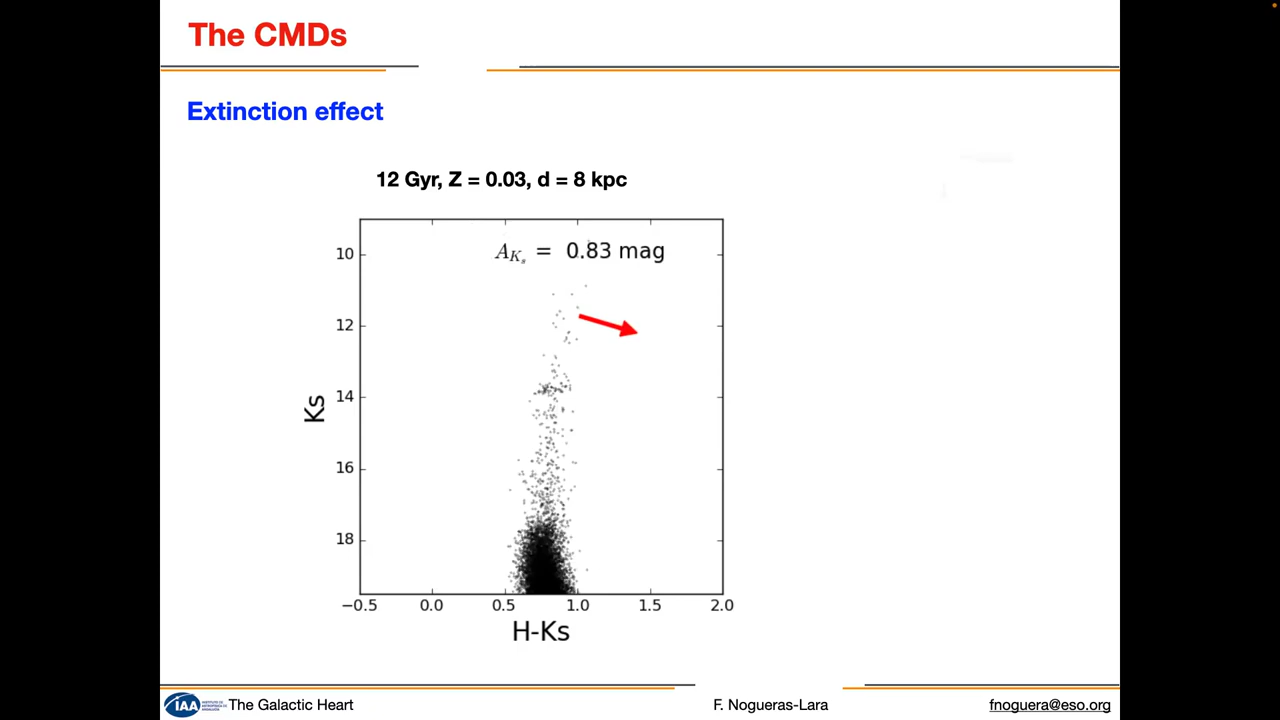 The CMDs
Extinction effect
12 Gyr, Z = 0.03, d = 8 kpc
A_{K_s} = 0.83 mag
10
12
14
16
18
Ks
−0.5 0.0 0.5 1.0 1.5 2.0
H-Ks
IAA The Galactic Heart F. Nogueras-Lara fnoguera@eso.org